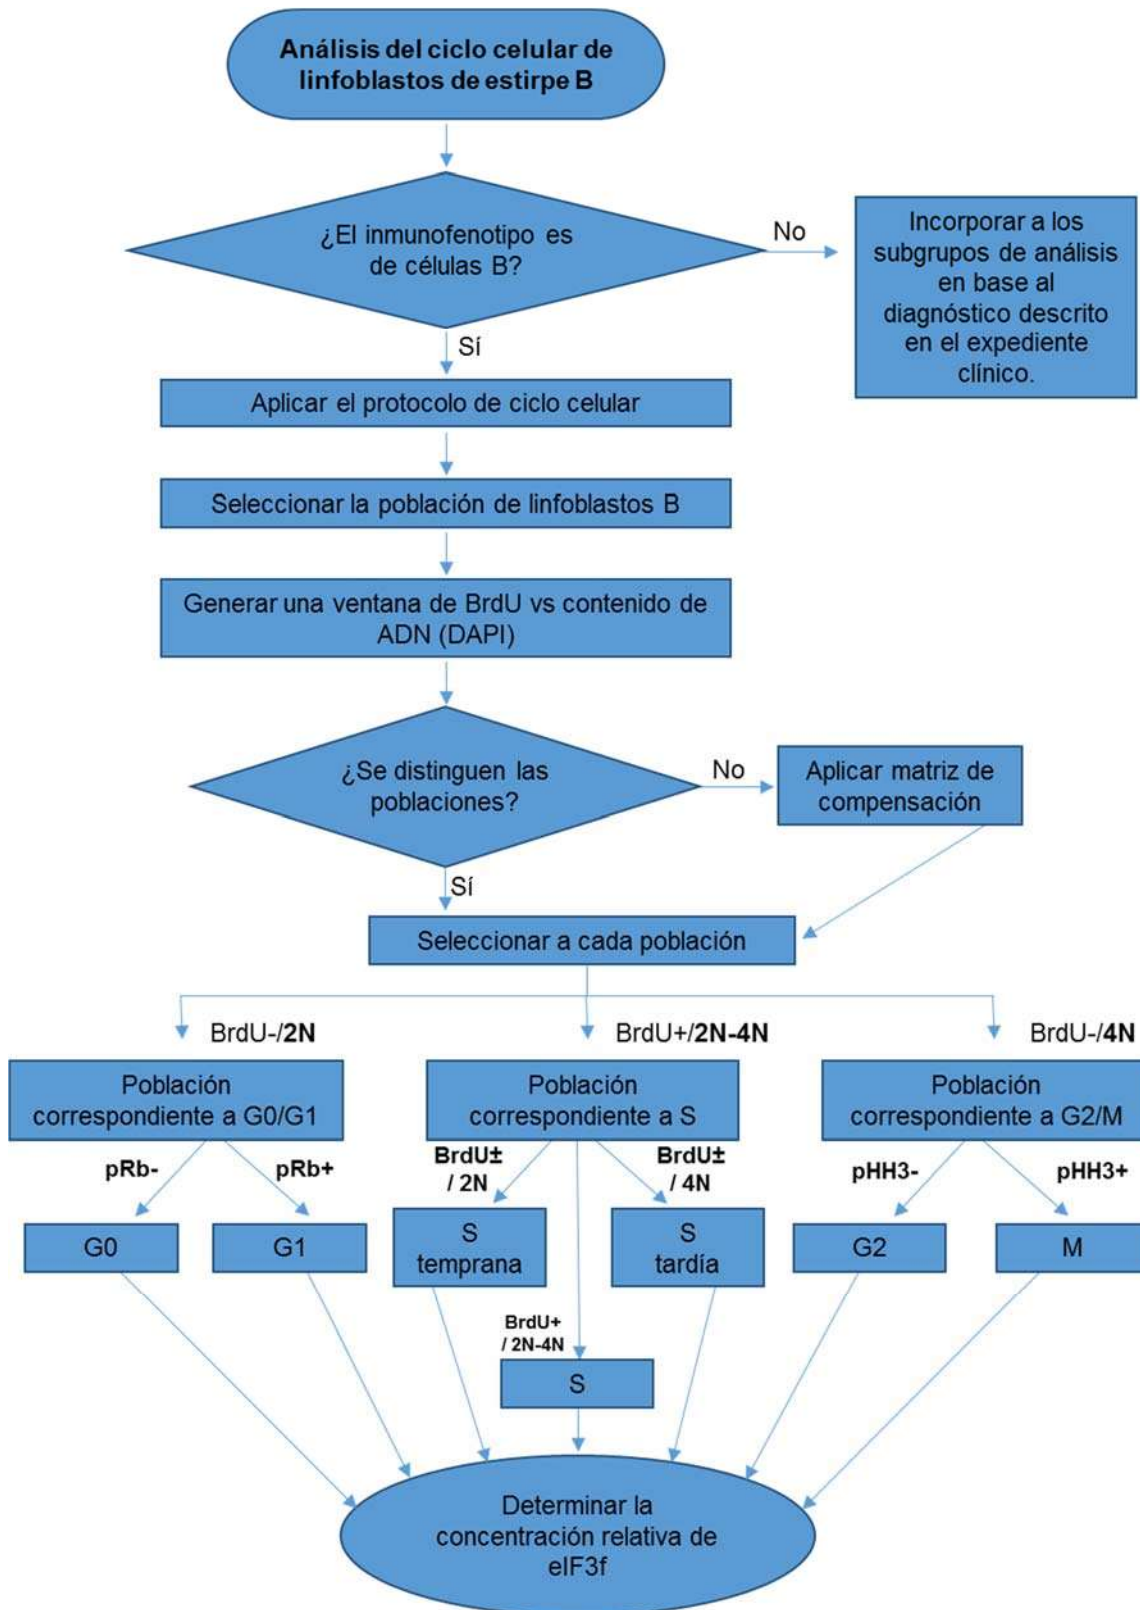 Análisis del ciclo celular de
linfoblastos de estirpe B
¿El inmunofenotipo es
de células B?
No
Incorporar a los
subgrupos de análisis
en base al
diagnóstico descrito
en el expediente
clínico.
Sí
Aplicar el protocolo de ciclo celular
Seleccionar la población de linfoblastos B
Generar una ventana de BrdU vs contenido de
ADN (DAPI)
¿Se distinguen las
poblaciones?
No
Aplicar matriz de
compensación
Sí
Seleccionar a cada población
BrdU-/2N
BrdU+/2N-4N
BrdU-/4N
Población
correspondiente a G0/G1
Población
correspondiente a S
Población
correspondiente a G2/M
pRb-
pRb+
BrdU±
/ 2N
BrdU±
/ 4N
pHH3-
pHH3+
G0
G1
S
temprana
S
tardía
G2
M
BrdU+
/ 2N-4N
S
Determinar la
concentración relativa de
eIF3f